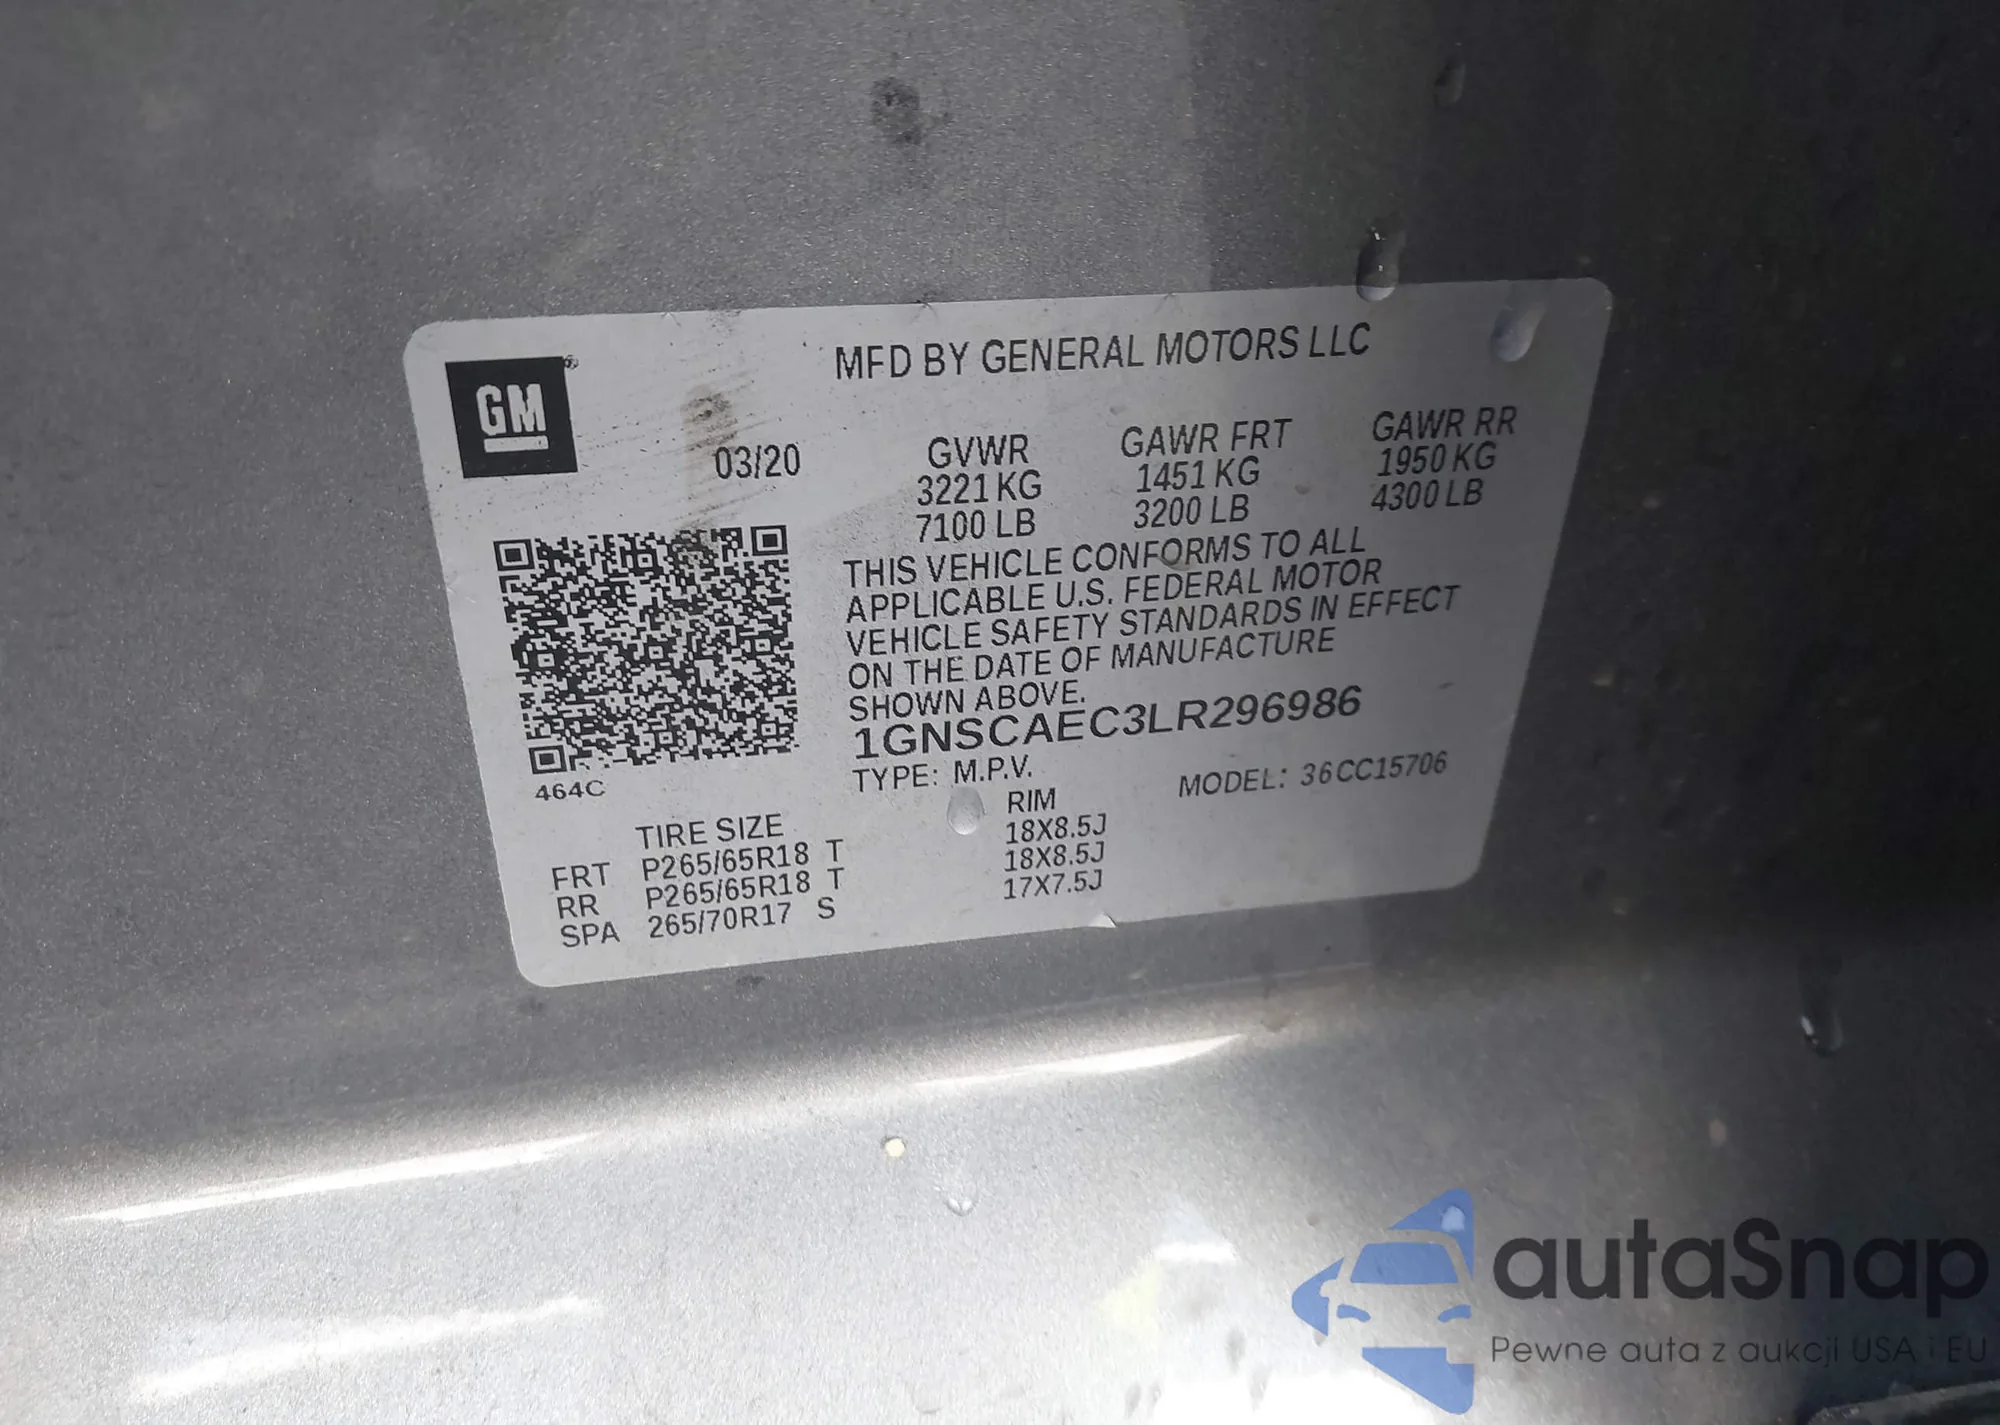 GM®
MFD BY GENERAL MOTORS LLC
03/20
GVWR GAWR FRT GAWR RR
3221 KG 1451 KG 1950 KG
7100 LB 3200 LB 4300 LB
THIS VEHICLE CONFORMS TO ALL
APPLICABLE U.S. FEDERAL MOTOR
VEHICLE SAFETY STANDARDS IN EFFECT
ON THE DATE OF MANUFACTURE
SHOWN ABOVE.
1GNSCAEC3LR296986
TYPE: M.P.V. MODEL: 36CC15706
464C
TIRE SIZE RIM
FRT P265/65R18 T 18X8.5J
RR P265/65R18 T 18X8.5J
SPA 265/70R17 S 17X7.5J
autaSnap
Pewne auta z aukcji USA i EU